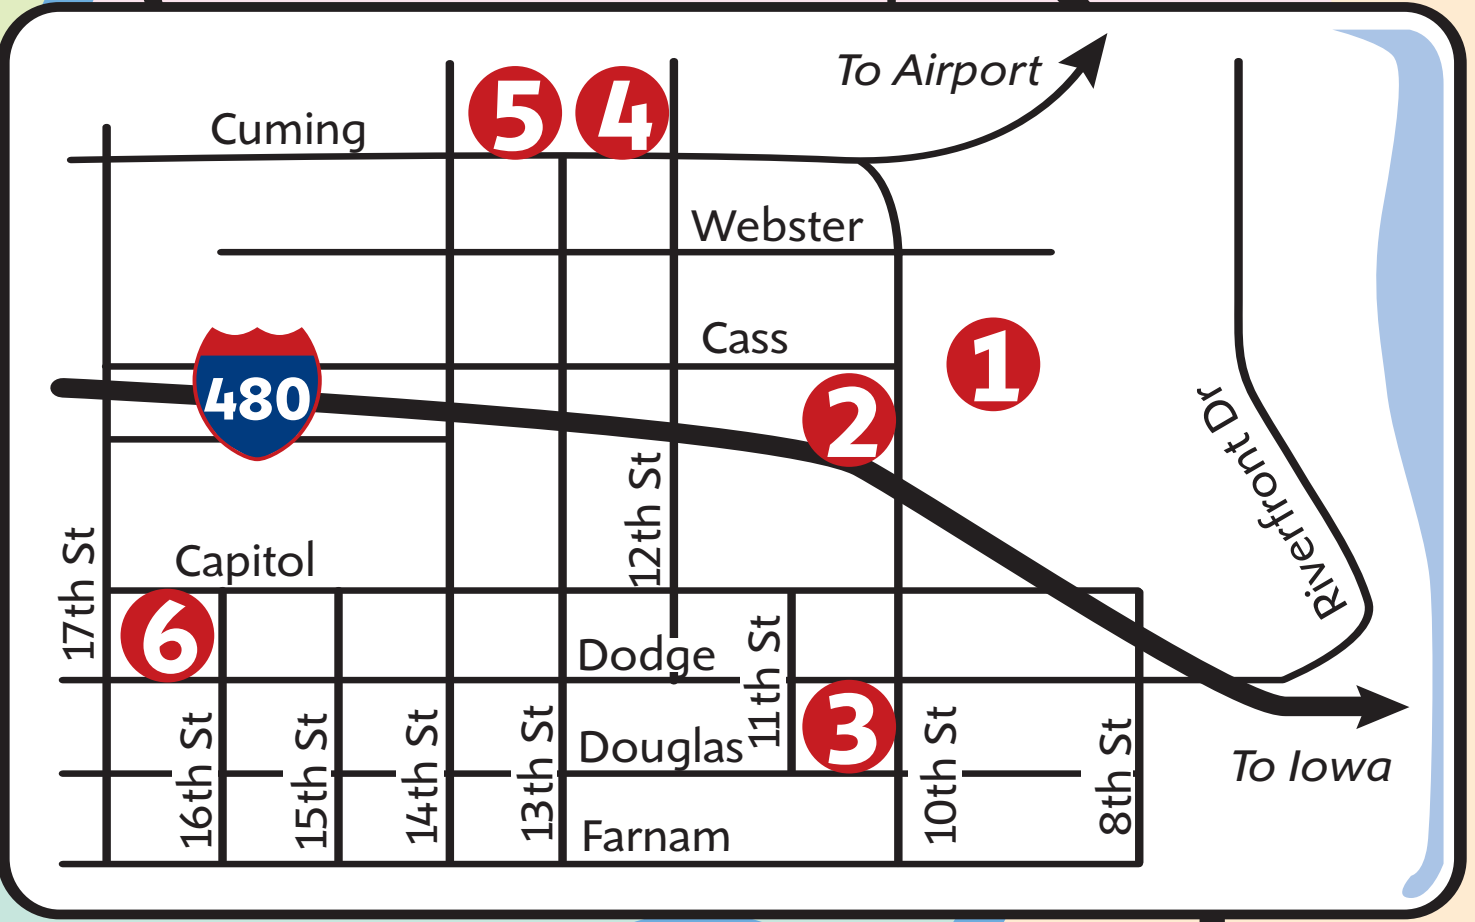 To Airport
5
4
Cuming
Webster
Cass
1
480
2
Riverfront Dr
12th St
17th St
Capitol
6
11th St
Dodge
3
Douglas
16th St
15th St
14th St
13th St
10th St
8th St
To Iowa
Farnam